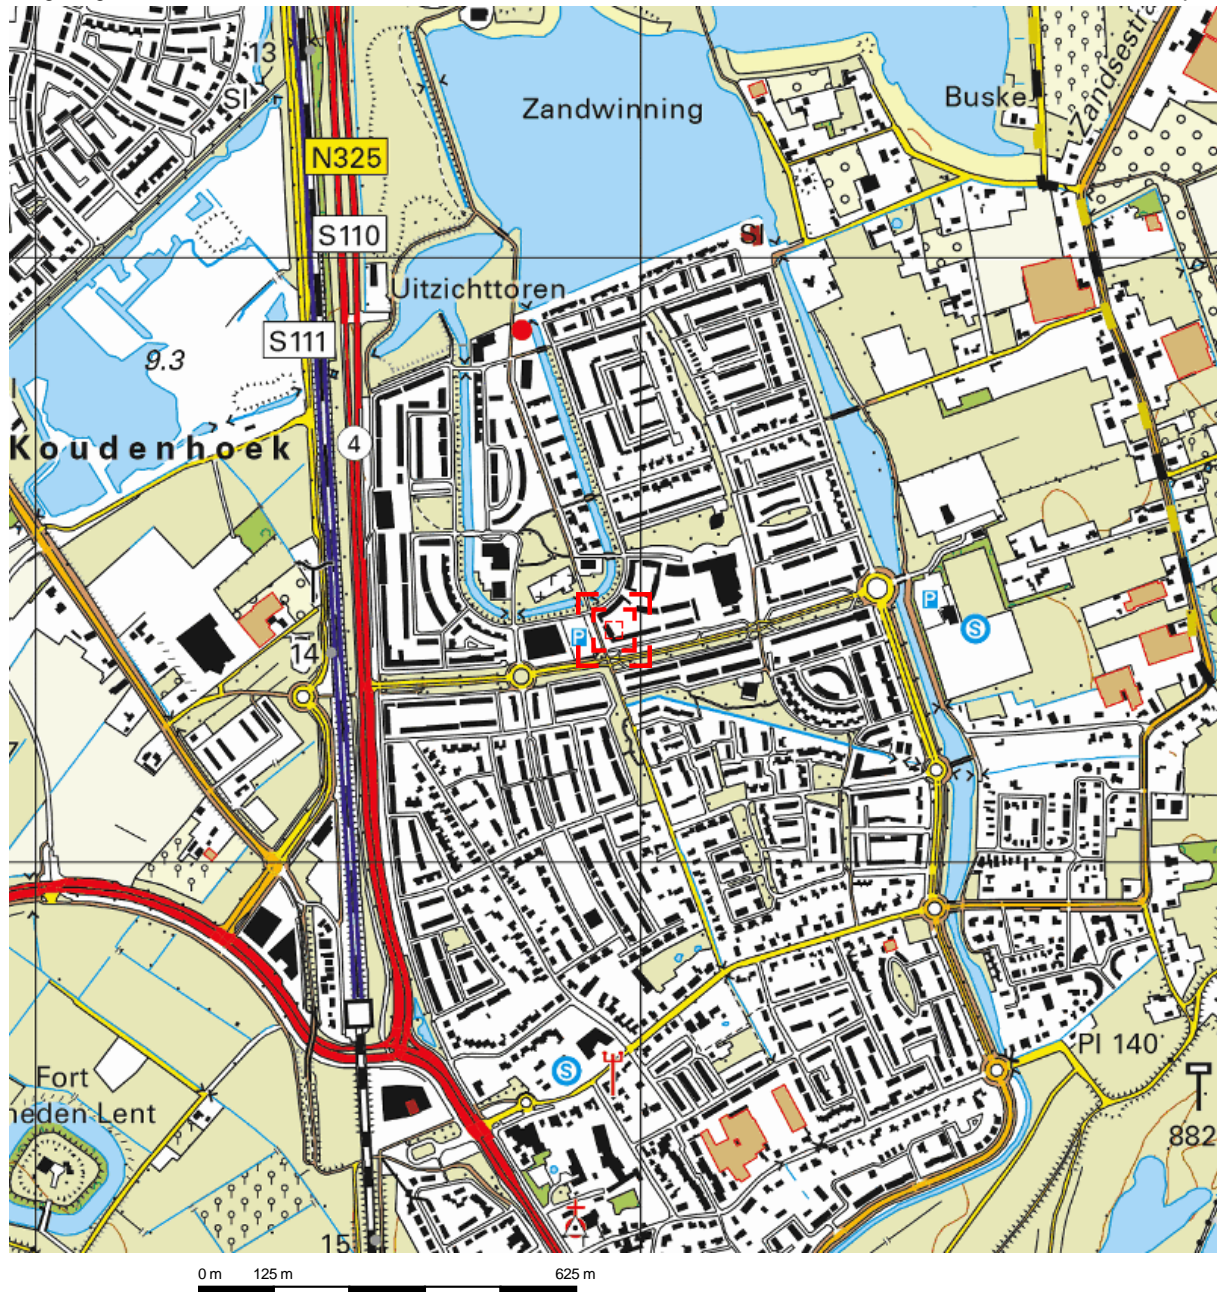 13
SI
Zandwinning
Buske
Zandsestr
N325
S110
SI
Uitzichttoren
S111
9.3
Koudenhoek
4
P
S
P
14
S
PI 140
Fort
neden Lent
882
15
0 m 125 m 625 m